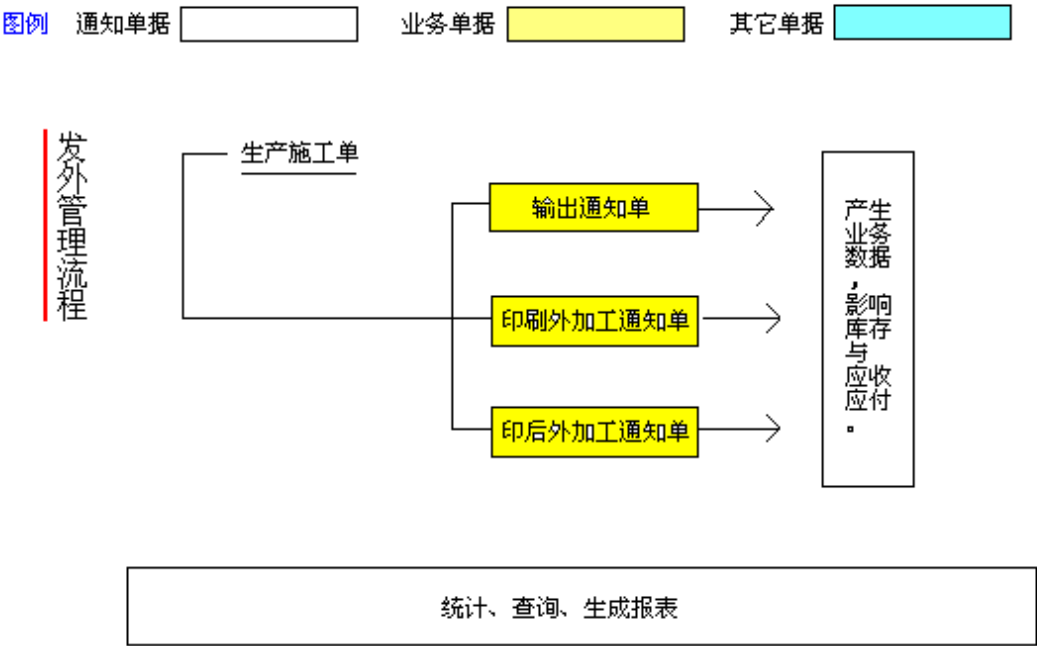 图例 通知单据 业务单据 其它单据
发外管理流程
生产施工单
输出通知单
印刷外加工通知单
印后外加工通知单
产生
业务
数据
，
影响
库存
与
应收
应付
。
统计、查询、生成报表